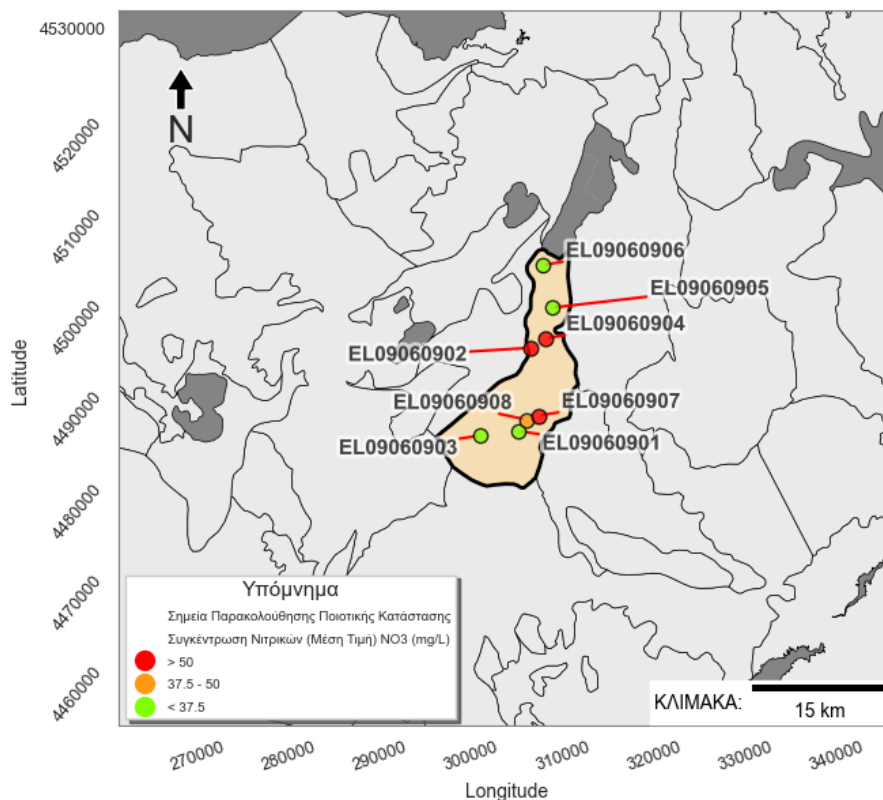 4530000
4520000
4510000
4500000
4490000
4480000
4470000
4460000
Latitude
N
EL09060906
EL09060905
EL09060904
EL09060902
EL09060908
EL09060907
EL09060903
EL09060901
Υπόμνημα
Σημεία Παρακολούθησης Ποιοτικής Κατάστασης
Συγκέντρωση Νιτρικών (Μέση Τιμή) NO3 (mg/L)
> 50
37.5 - 50
< 37.5
ΚΛΙΜΑΚΑ:
15 km
270000
280000
290000
300000
310000
320000
330000
340000
Longitude